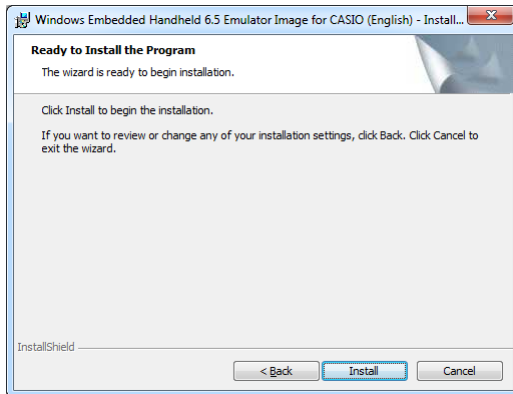 Windows Embedded Handheld 6.5 Emulator Image for CASIO (English) - Install...
Ready to Install the Program
The wizard is ready to begin installation.
Click Install to begin the installation.
If you want to review or change any of your installation settings, click Back. Click Cancel to
exit the wizard.
InstallShield
< Back Install Cancel